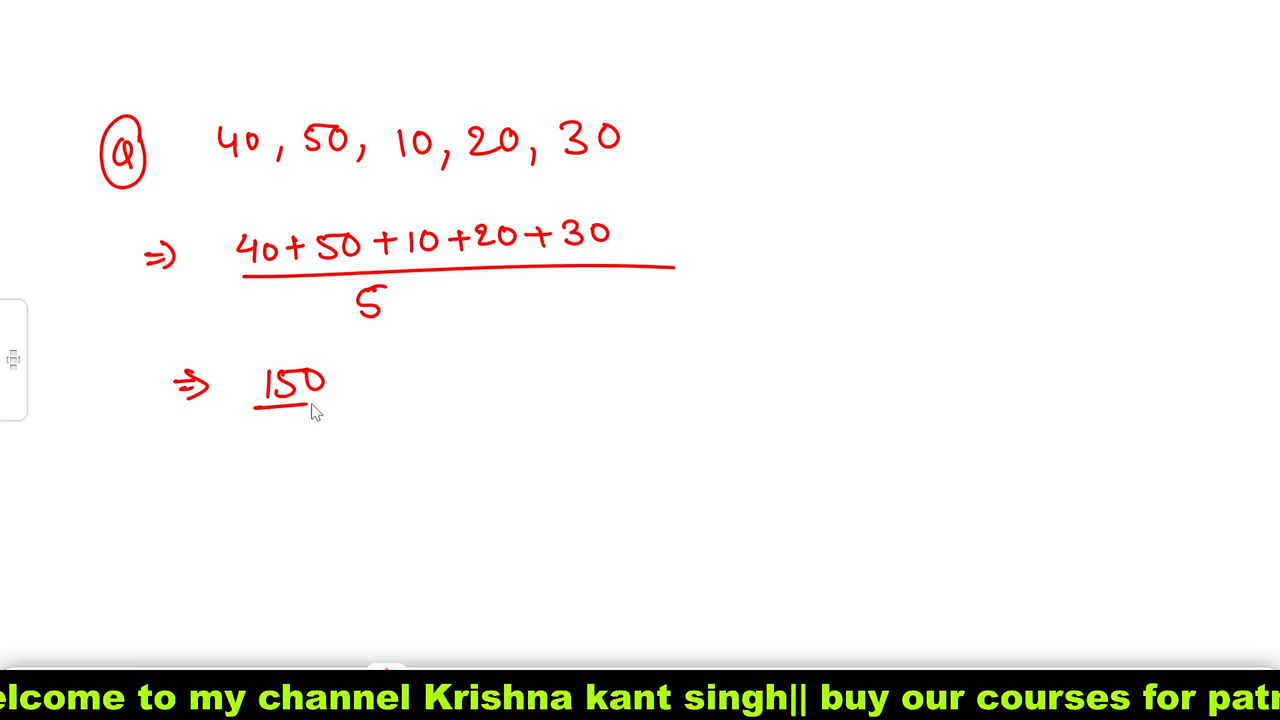 Q 40, 50, 10, 20, 30
⇒ 40+50+10+20+30
5
⇒ 150
elcome to my channel Krishna kant singh|| buy our courses for patr